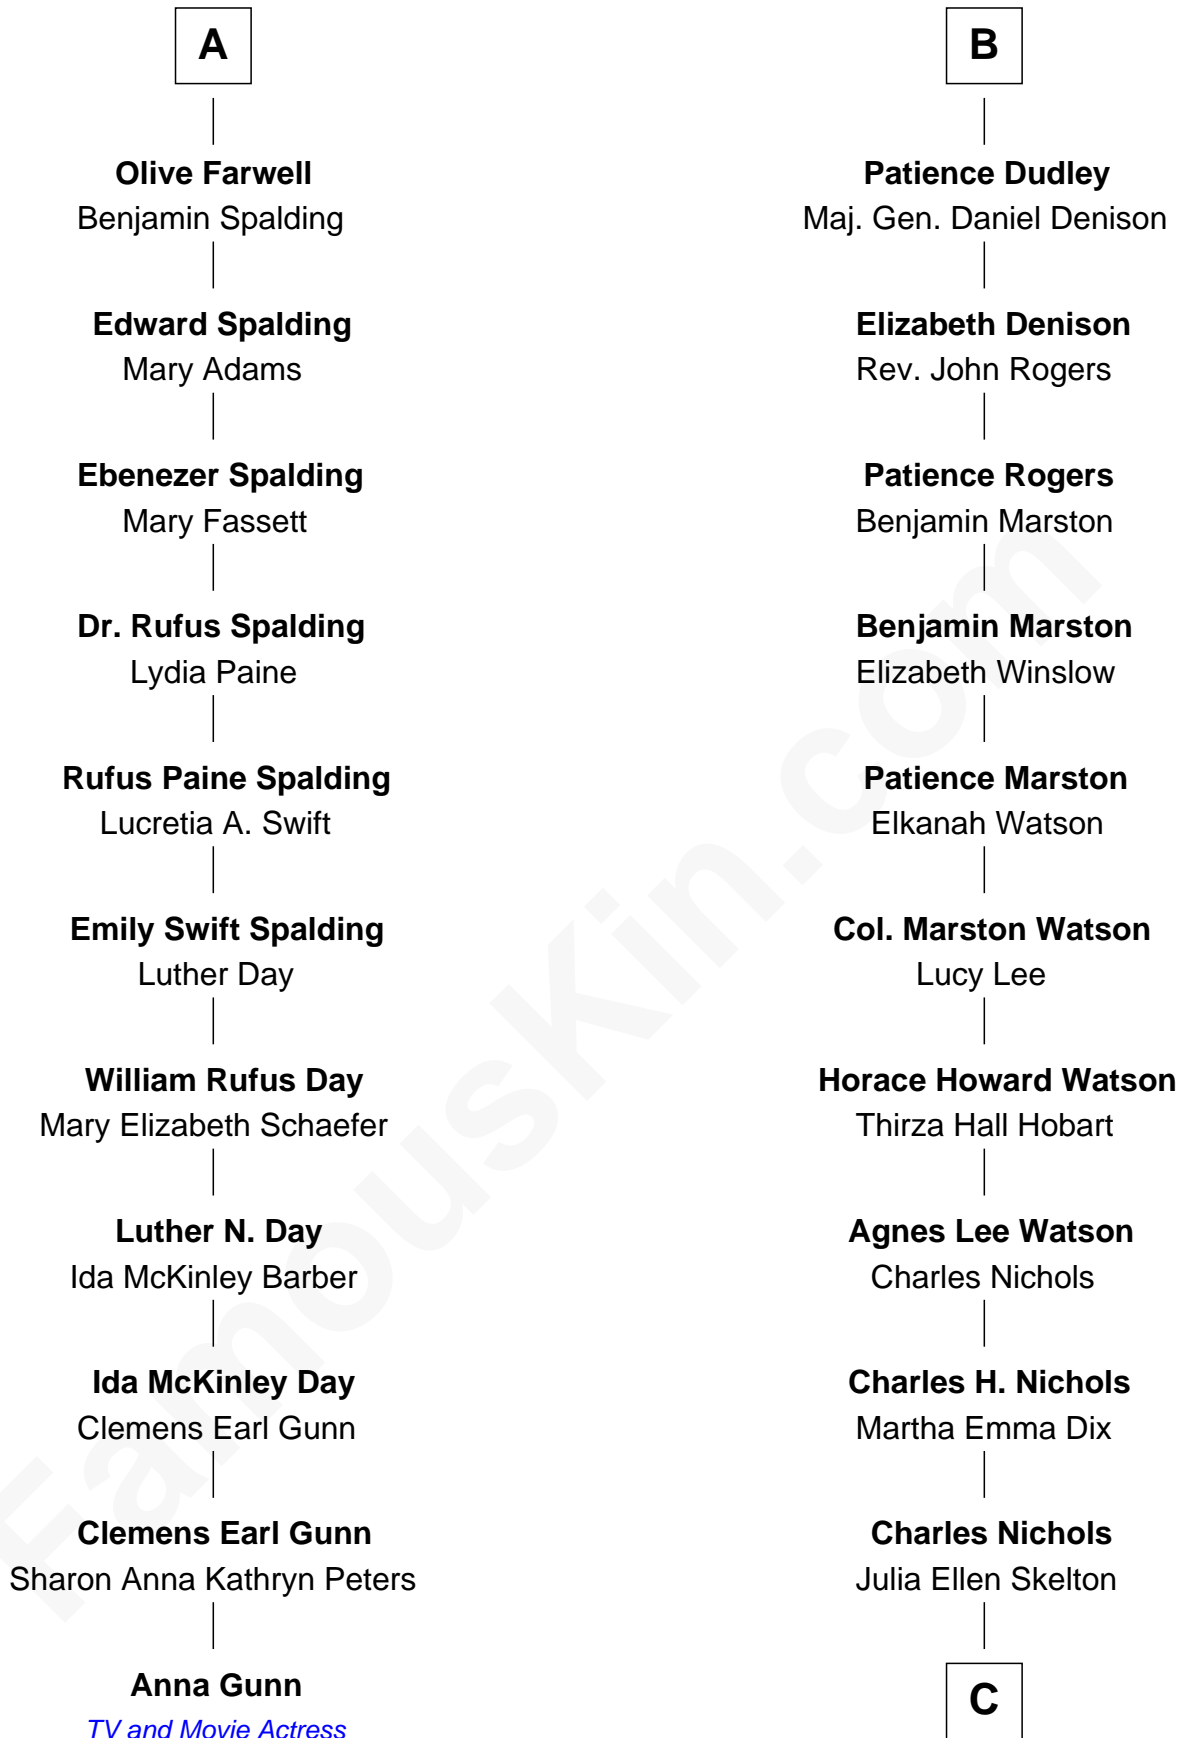 A
Olive Farwell
Benjamin Spalding
Edward Spalding
Mary Adams
Ebenezer Spalding
Mary Fassett
Dr. Rufus Spalding
Lydia Paine
Rufus Paine Spalding
Lucretia A. Swift
Emily Swift Spalding
Luther Day
William Rufus Day
Mary Elizabeth Schaefer
Luther N. Day
Ida McKinley Barber
Ida McKinley Day
Clemens Earl Gunn
Clemens Earl Gunn
Sharon Anna Kathryn Peters
Anna Gunn
TV and Movie Actress
B
Patience Dudley
Maj. Gen. Daniel Denison
Elizabeth Denison
Rev. John Rogers
Patience Rogers
Benjamin Marston
Benjamin Marston
Elizabeth Winslow
Patience Marston
Elkanah Watson
Col. Marston Watson
Lucy Lee
Horace Howard Watson
Thirza Hall Hobart
Agnes Lee Watson
Charles Nichols
Charles H. Nichols
Martha Emma Dix
Charles Nichols
Julia Ellen Skelton
C
FamousKin.com